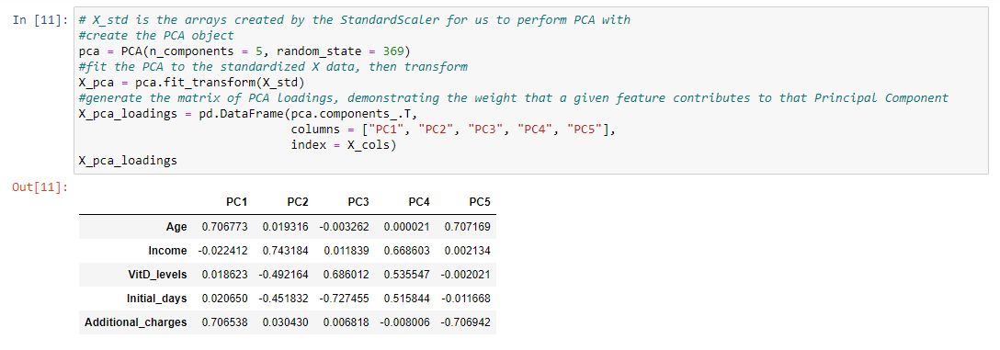 In [11]: # X_std is the arrays created by the StandardScaler for us to perform PCA with
#create the PCA object
pca = PCA(n_components = 5, random_state = 369)
#fit the PCA to the standardized X data, then transform
X_pca = pca.fit_transform(X_std)
#generate the matrix of PCA loadings, demonstrating the weight that a given feature contributes to that Principal Component
X_pca_loadings = pd.DataFrame(pca.components_.T,
columns = ["PC1", "PC2", "PC3", "PC4", "PC5"],
index = X_cols)
X_pca_loadings
Out[11]:
PC1 PC2 PC3 PC4 PC5
Age 0.706773 0.019316 -0.003262 0.000021 0.707169
Income -0.022412 0.743184 0.011839 0.668603 0.002134
VitD_levels 0.018623 -0.492164 0.686012 0.535547 -0.002021
Initial_days 0.020650 -0.451832 -0.727455 0.515844 -0.011668
Additional_charges 0.706538 0.030430 0.006818 -0.008006 -0.706942